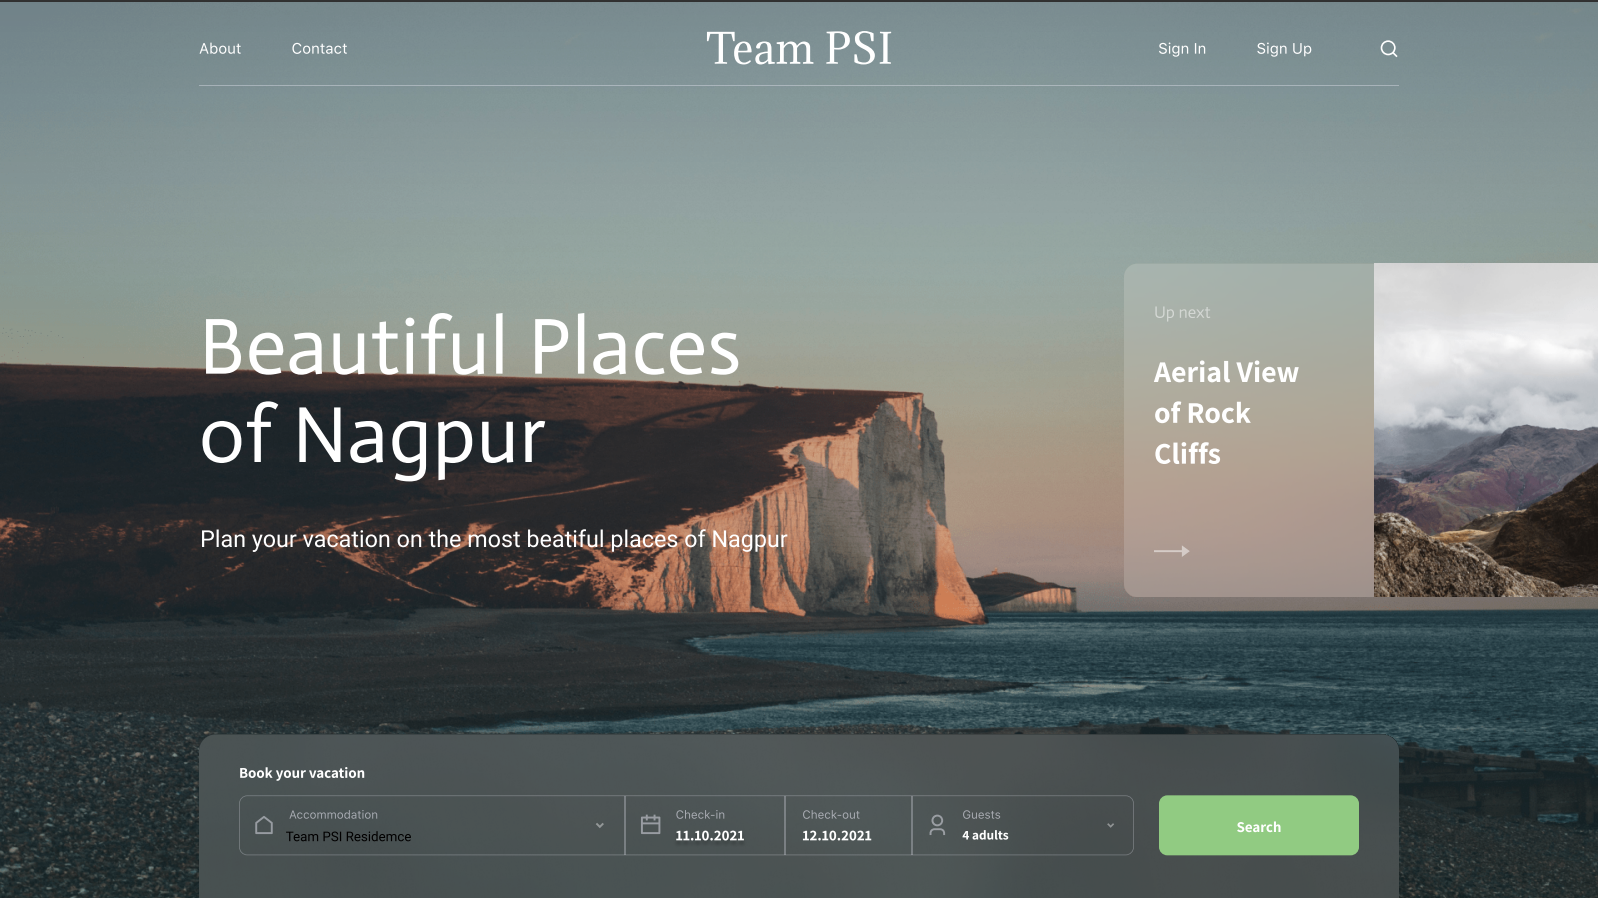 About
Contact
Team PSI
Sign In
Sign Up
Beautiful Places
of Nagpur
Plan your vacation on the most beatiful places of Nagpur
Up next
Aerial View
of Rock
Cliffs
Book your vacation
Accommodation
Team PSI Residemce
Check-in
11.10.2021
Check-out
12.10.2021
Guests
4 adults
Search